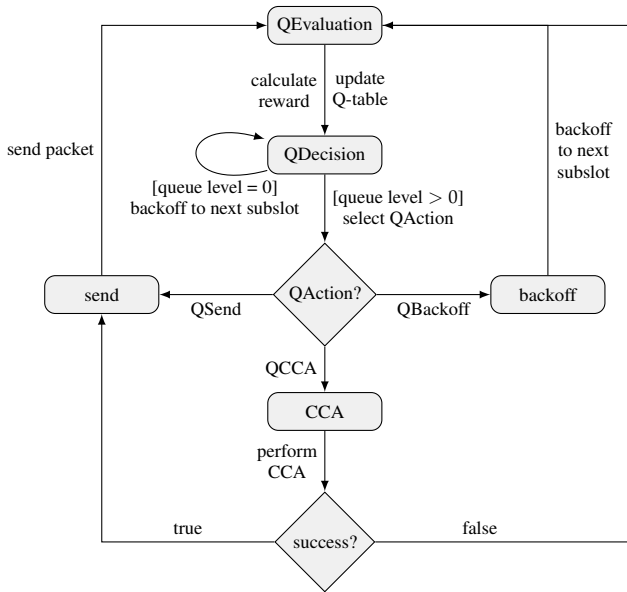 QEvaluation
calculate
reward
update
Q-table
send packet
backoff
to next
subslot
QDecision
[queue level = 0]
backoff to next subslot
[queue level > 0]
select QAction
send
QSend
QAction?
QBackoff
backoff
QCCA
CCA
perform
CCA
true
success?
false